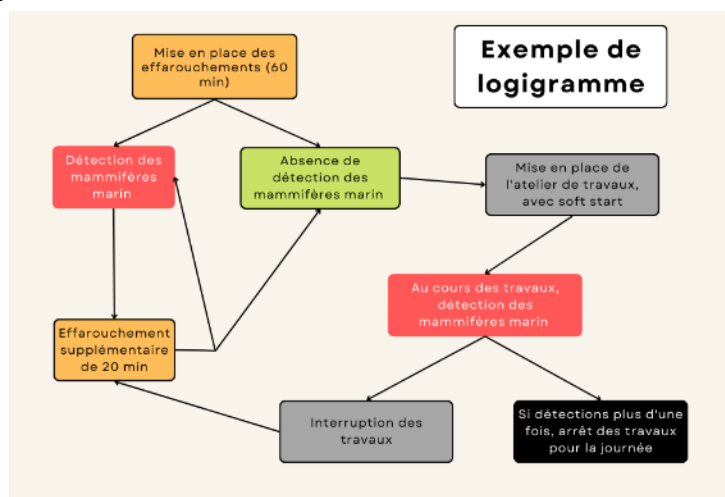 Exemple de
logigramme
Mise en place des
effarouchements (60
min)
Détection des
mammifères
marin
Absence de
détection des
mammifères marin
Mise en place de
l'atelier de travaux,
avec soft start
Au cours des travaux,
détection des
mammifères marin
Effarouchement
supplémentaire
de 20 min
Interruption des
travaux
Si détections plus d'une
fois, arrêt des travaux
pour la journée